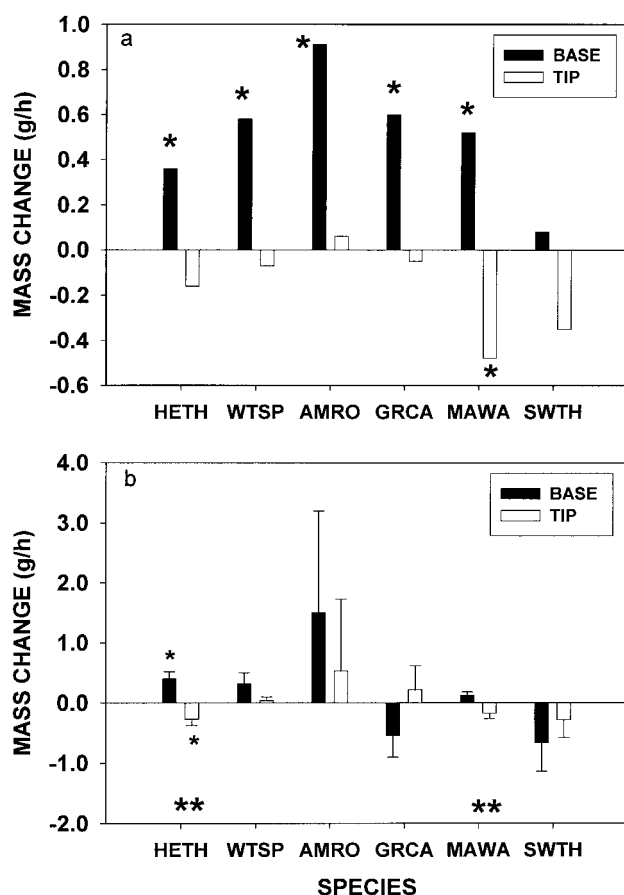 a
BASE
TIP
MASS CHANGE (g/h)
1.0
0.8
0.6
0.4
0.2
0.0
-0.2
-0.4
-0.6
*
*
*
*
*
*
HETH WTSP AMRO GRCA MAWA SWTH
b
BASE
TIP
MASS CHANGE (g/h)
4.0
3.0
2.0
1.0
0.0
-1.0
-2.0
*
*
** **
HETH WTSP AMRO GRCA MAWA SWTH
SPECIES